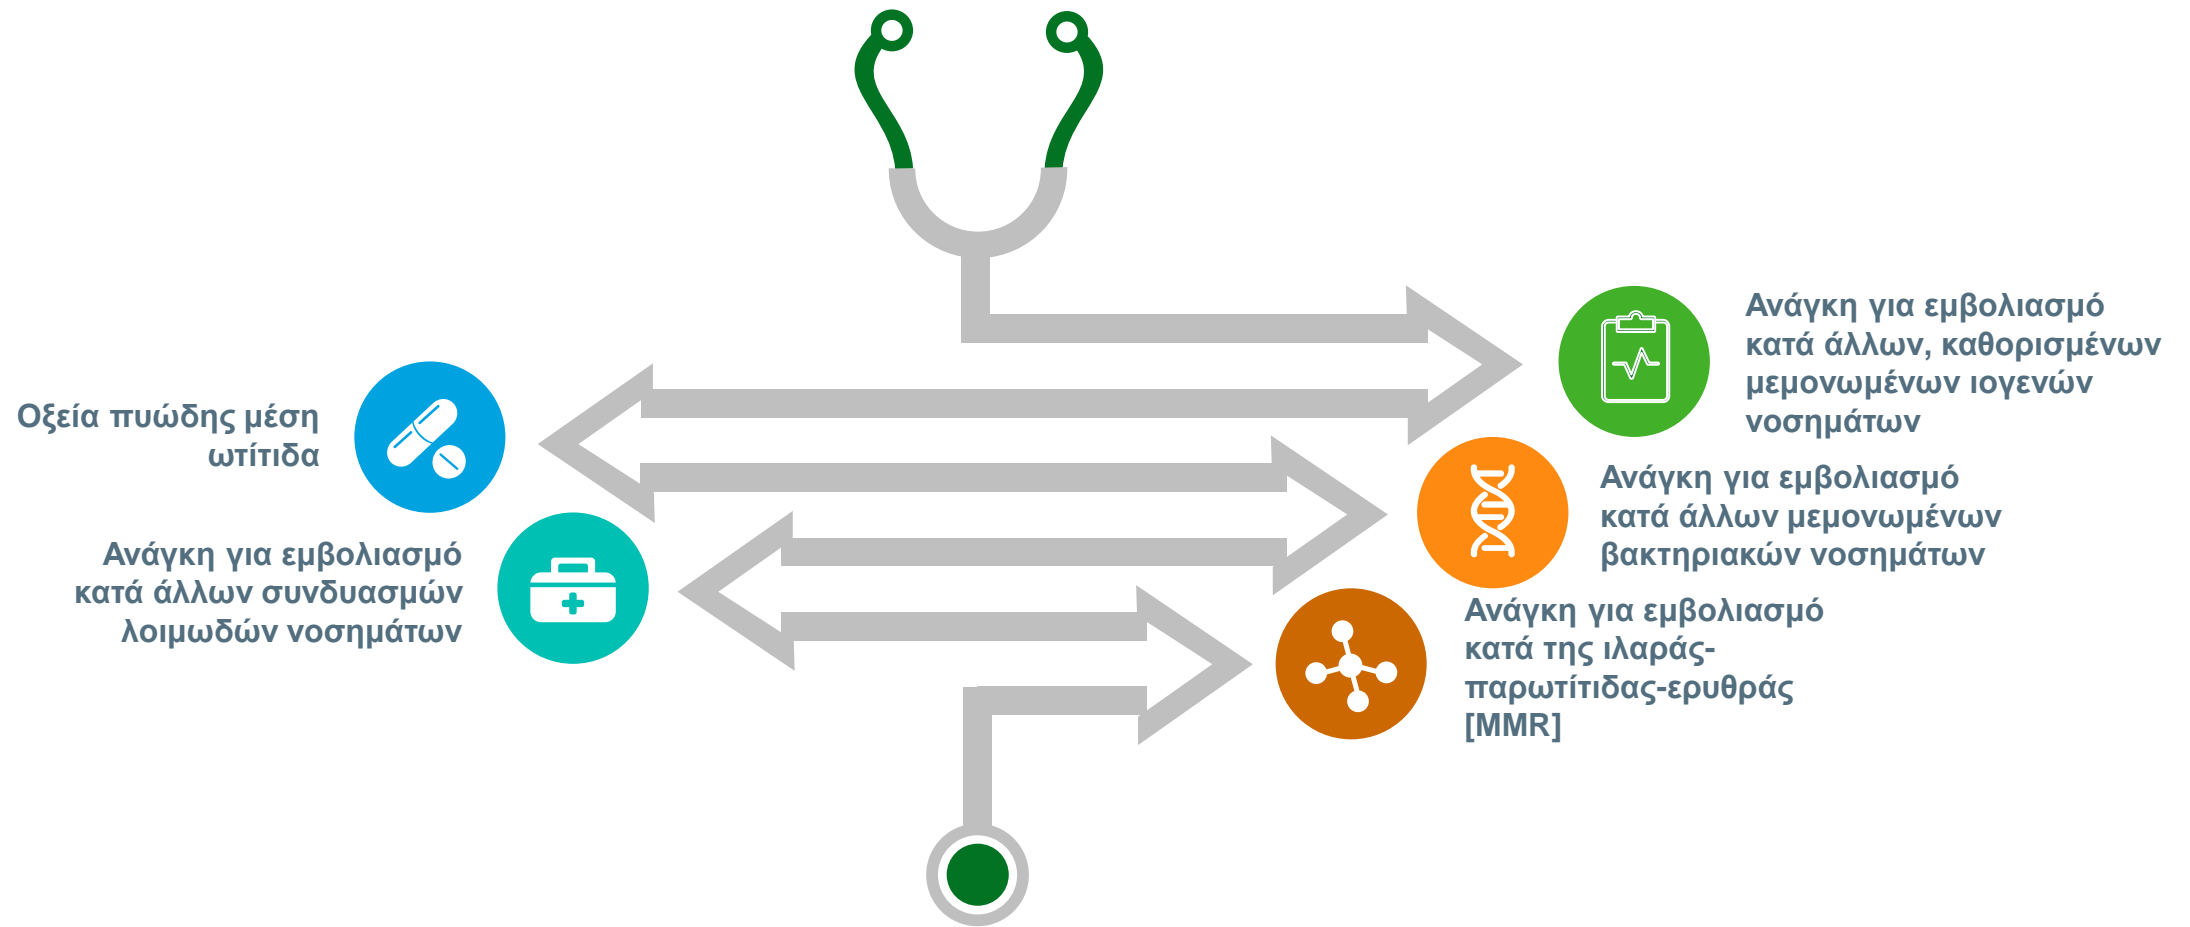 Ανάγκη για εμβολιασμό
κατά άλλων, καθορισμένων
μεμονωμένων ιογενών
νοσημάτων
Οξεία πυώδης μέση
ωτίτιδα
Ανάγκη για εμβολιασμό
κατά άλλων μεμονωμένων
βακτηριακών νοσημάτων
Ανάγκη για εμβολιασμό
κατά άλλων συνδυασμών
λοιμωδών νοσημάτων
Ανάγκη για εμβολιασμό
κατά της ιλαράς-
παρωτίτιδας-ερυθράς
[MMR]